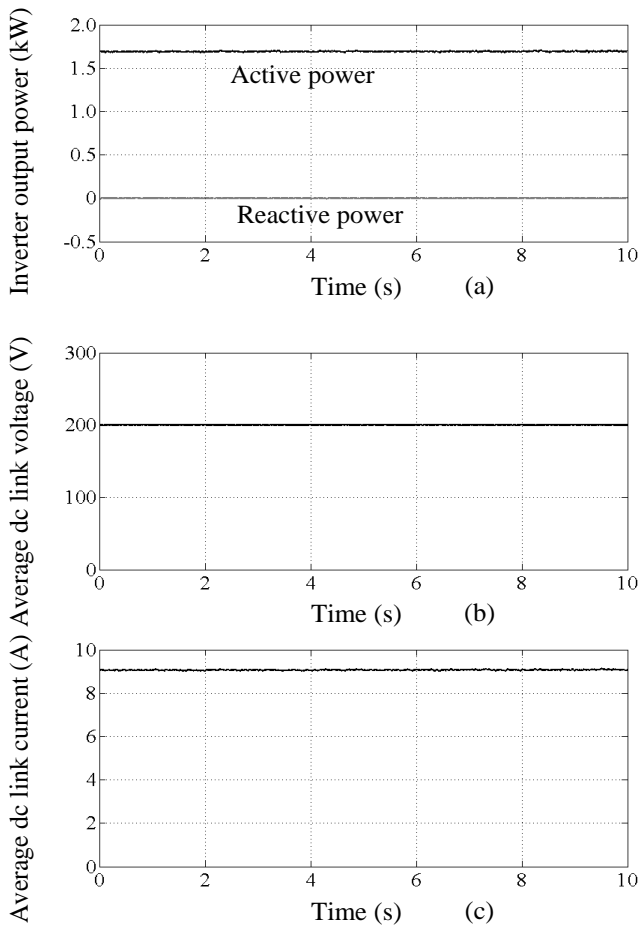 Inverter output power (kW)
2.0
1.5
1.0
0.5
0
-0.5
Active power
Reactive power
0 2 4 6 8 10
Time (s) (a)
Average dc link voltage (V)
300
200
100
0
0 2 4 6 8 10
Time (s) (b)
Average dc link current (A)
10
8
6
4
2
0
0 2 4 6 8 10
Time (s) (c)